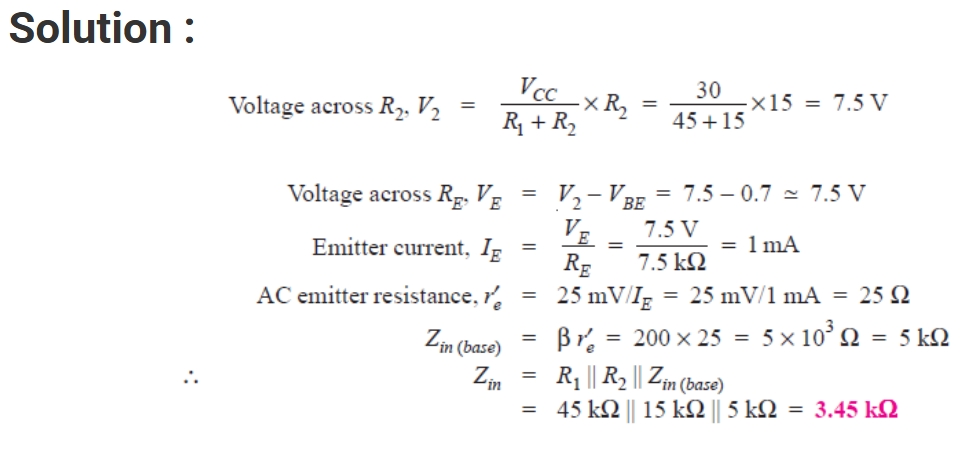 Solution :
Voltage across R₂, V₂ = V_CC / (R₁ + R₂) × R₂ = 30 / (45 + 15) × 15 = 7.5 V
Voltage across R_E, V_E = V₂ – V_BE = 7.5 – 0.7 ≃ 7.5 V
Emitter current, I_E = V_E / R_E = 7.5 V / 7.5 kΩ = 1 mA
AC emitter resistance, r′ₑ = 25 mV/I_E = 25 mV/1 mA = 25 Ω
Z_in (base) = β r′ₑ = 200 × 25 = 5 × 10³ Ω = 5 kΩ
∴ Z_in = R₁ || R₂ || Z_in (base)
= 45 kΩ || 15 kΩ || 5 kΩ = 3.45 kΩ